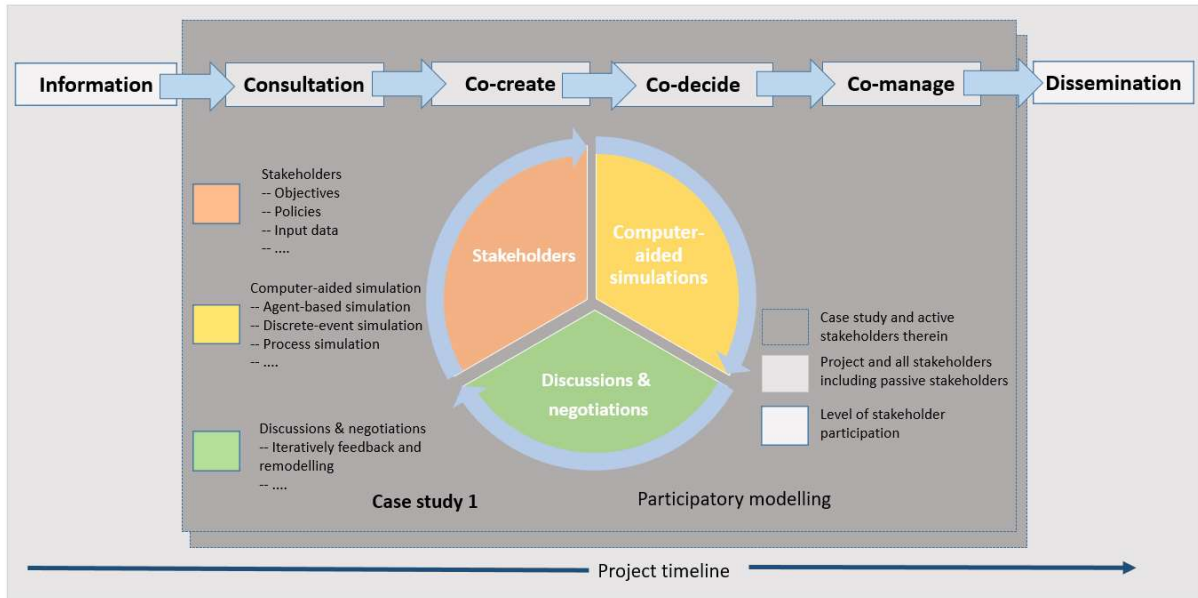 Information
Consultation
Co-create
Co-decide
Co-manage
Dissemination
Stakeholders
-- Objectives
-- Policies
-- Input data
-- ....
Computer-aided simulation
-- Agent-based simulation
-- Discrete-event simulation
-- Process simulation
-- ....
Discussions & negotiations
-- Iteratively feedback and
remodelling
-- ....
Stakeholders
Computer-
aided
simulations
Discussions &
negotiations
Case study and active
stakeholders therein
Project and all stakeholders
including passive stakeholders
Level of stakeholder
participation
Case study 1
Participatory modelling
Project timeline